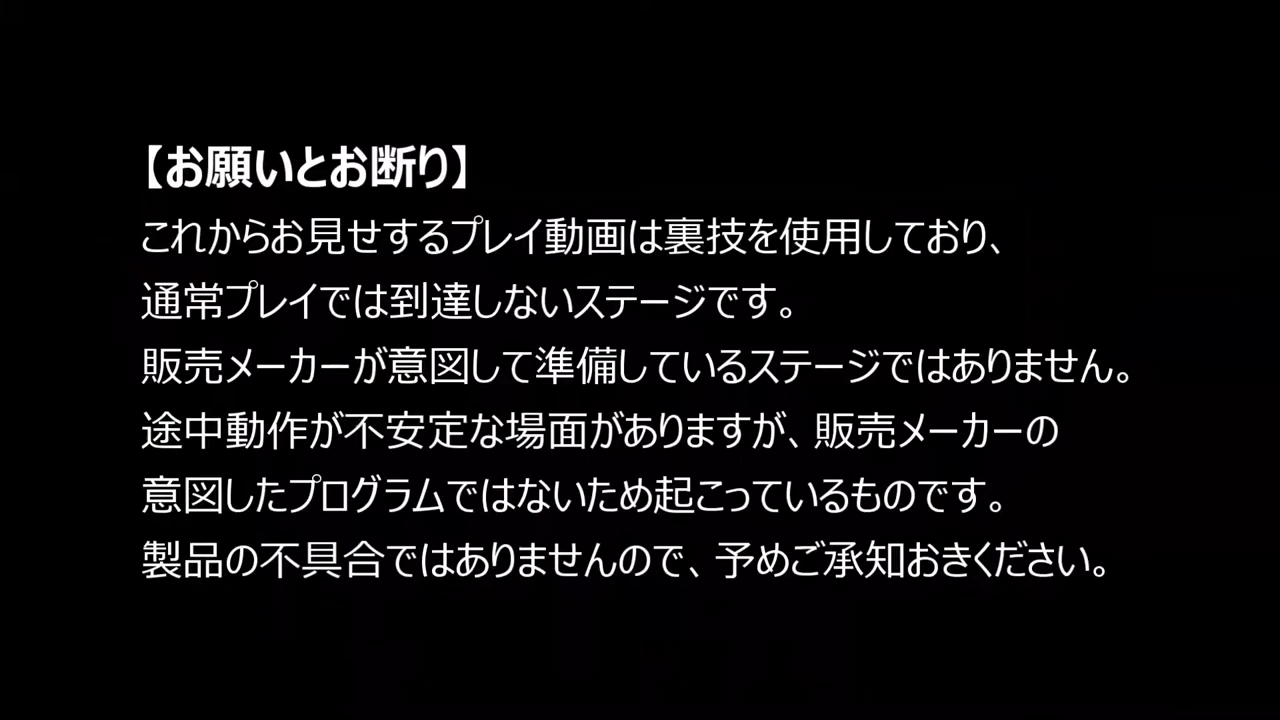 【お願いとお断り】
これからお見せするプレイ動画は裏技を使用しており、
通常プレイでは到達しないステージです。
販売メーカーが意図して準備しているステージではありません。
途中動作が不安定な場面がありますが、販売メーカーの
意図したプログラムではないため起こっているものです。
製品の不具合ではありませんので、予めご承知おきください。